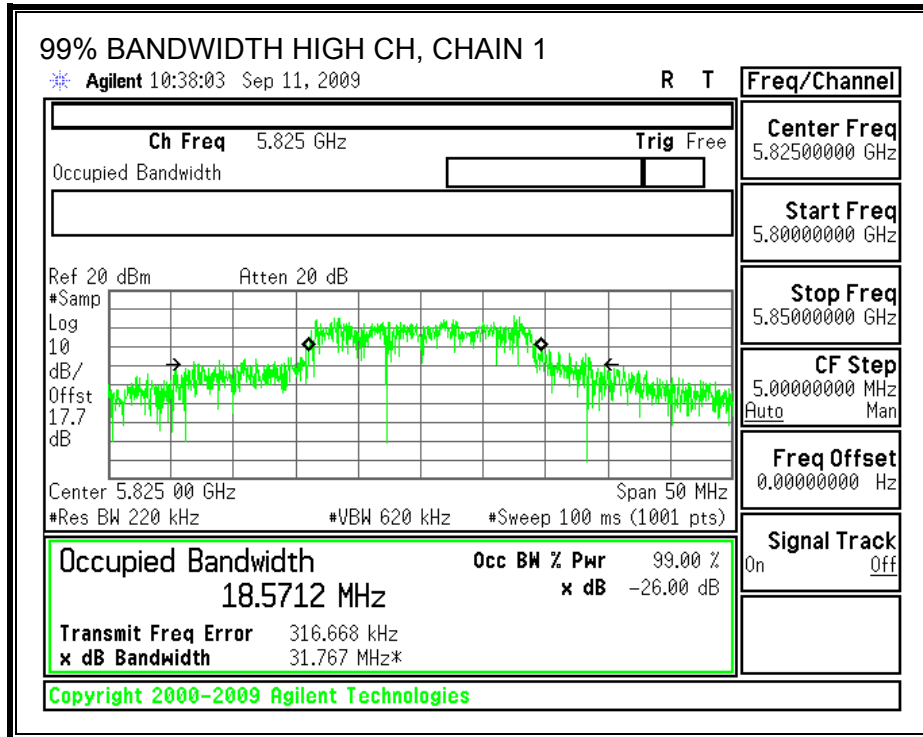 99% BANDWIDTH HIGH CH, CHAIN 1
Agilent 10:38:03 Sep 11, 2009 R T
Ch Freq 5.825 GHz Trig Free
Occupied Bandwidth
Ref 20 dBm Atten 20 dB
#Samp
Log
10
dB/
Offst
17.7
dB
Center 5.825 00 GHz Span 50 MHz
#Res BW 220 kHz #VBW 620 kHz #Sweep 100 ms (1001 pts)
Occupied Bandwidth Occ BW % Pwr 99.00 %
18.5712 MHz x dB -26.00 dB
Transmit Freq Error 316.668 kHz
x dB Bandwidth 31.767 MHz*
Copyright 2000-2009 Agilent Technologies
Freq/Channel
Center Freq
5.82500000 GHz
Start Freq
5.80000000 GHz
Stop Freq
5.85000000 GHz
CF Step
5.00000000 MHz
Auto Man
Freq Offset
0.00000000 Hz
Signal Track
On Off